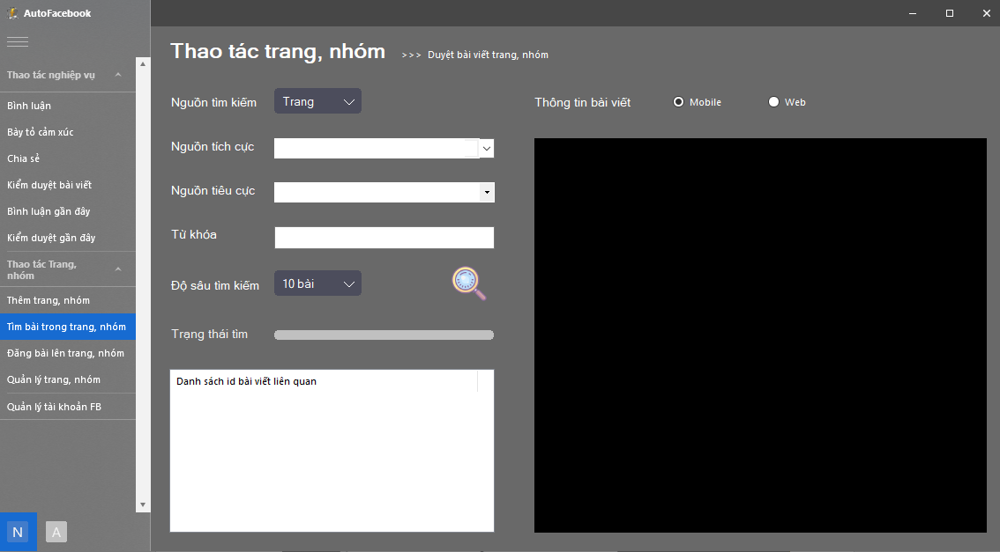 AutoFacebook
Thao tác nghiệp vụ
Bình luận
Bày tỏ cảm xúc
Chia sẻ
Kiểm duyệt bài viết
Bình luận gần đây
Kiểm duyệt gần đây
Thao tác Trang,
nhóm
Thêm trang, nhóm
Tìm bài trong trang, nhóm
Đăng bài lên trang, nhóm
Quản lý trang, nhóm
Quản lý tài khoản FB
N A
Thao tác trang, nhóm >>> Duyệt bài viết trang, nhóm
Nguồn tìm kiếm Trang
Nguồn tích cực
Nguồn tiêu cực
Từ khóa
Độ sâu tìm kiếm 10 bài
Trạng thái tìm
Danh sách id bài viết liên quan
Thông tin bài viết Mobile Web